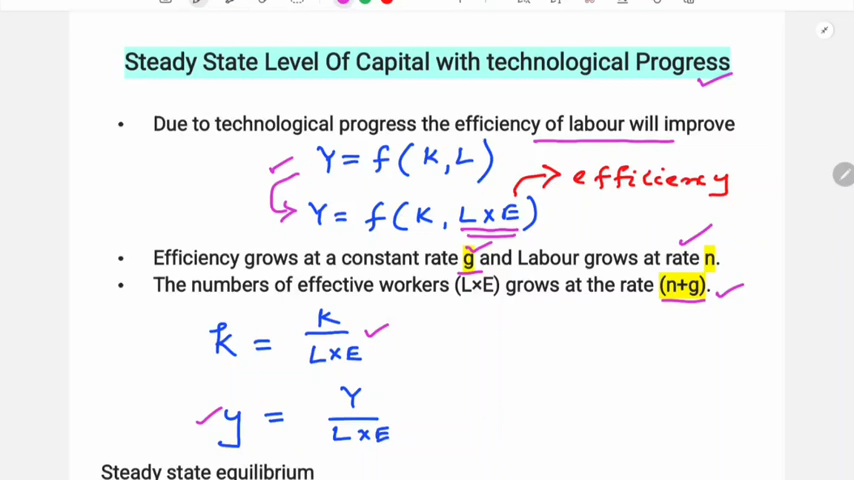 Steady State Level Of Capital with technological Progress
• Due to technological progress the efficiency of labour will improve
Y = f(K, L)
→ efficiency
Y = f(K, L×E)
• Efficiency grows at a constant rate g and Labour grows at rate n.
• The numbers of effective workers (L×E) grows at the rate (n+g).
k = K / L×E
y = Y / L×E
Steady state equilibrium